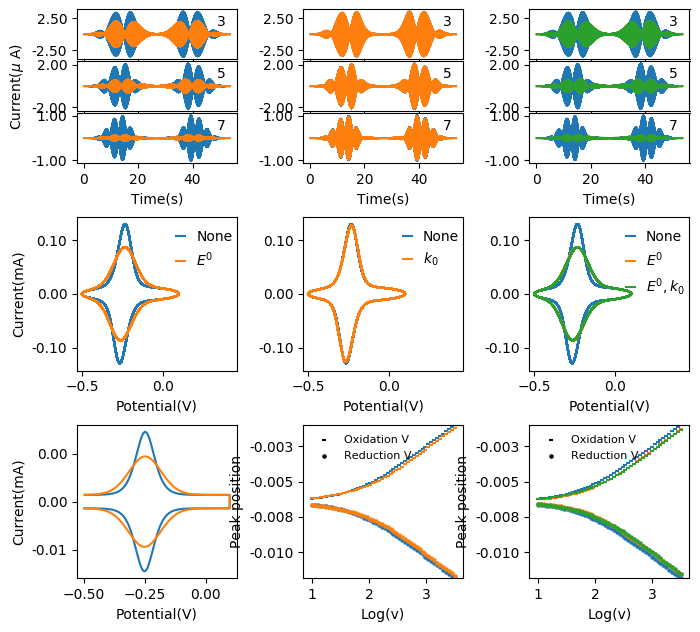 2.50
3
-2.50
2.00
5
-2.00
1.00
7
-1.00
0
20
40
Time(s)
Current(μ A)
2.50
3
-2.50
2.00
5
-2.00
1.00
7
-1.00
0
20
40
Time(s)
2.50
3
-2.50
2.00
5
-2.00
1.00
7
-1.00
0
20
40
Time(s)
0.10
0.00
-0.10
−0.5
0.0
Potential(V)
Current(mA)
None
E⁰
0.10
0.00
-0.10
−0.5
0.0
Potential(V)
None
k₀
0.10
0.00
-0.10
−0.5
0.0
Potential(V)
None
E⁰
E⁰, k₀
0.00
0.00
-0.01
−0.50
−0.25
0.00
Potential(V)
Current(mA)
-0.003
-0.005
-0.008
-0.010
1
2
3
Log(v)
Peak position
Oxidation V
Reduction V
-0.003
-0.005
-0.008
-0.010
1
2
3
Log(v)
Peak position
Oxidation V
Reduction V